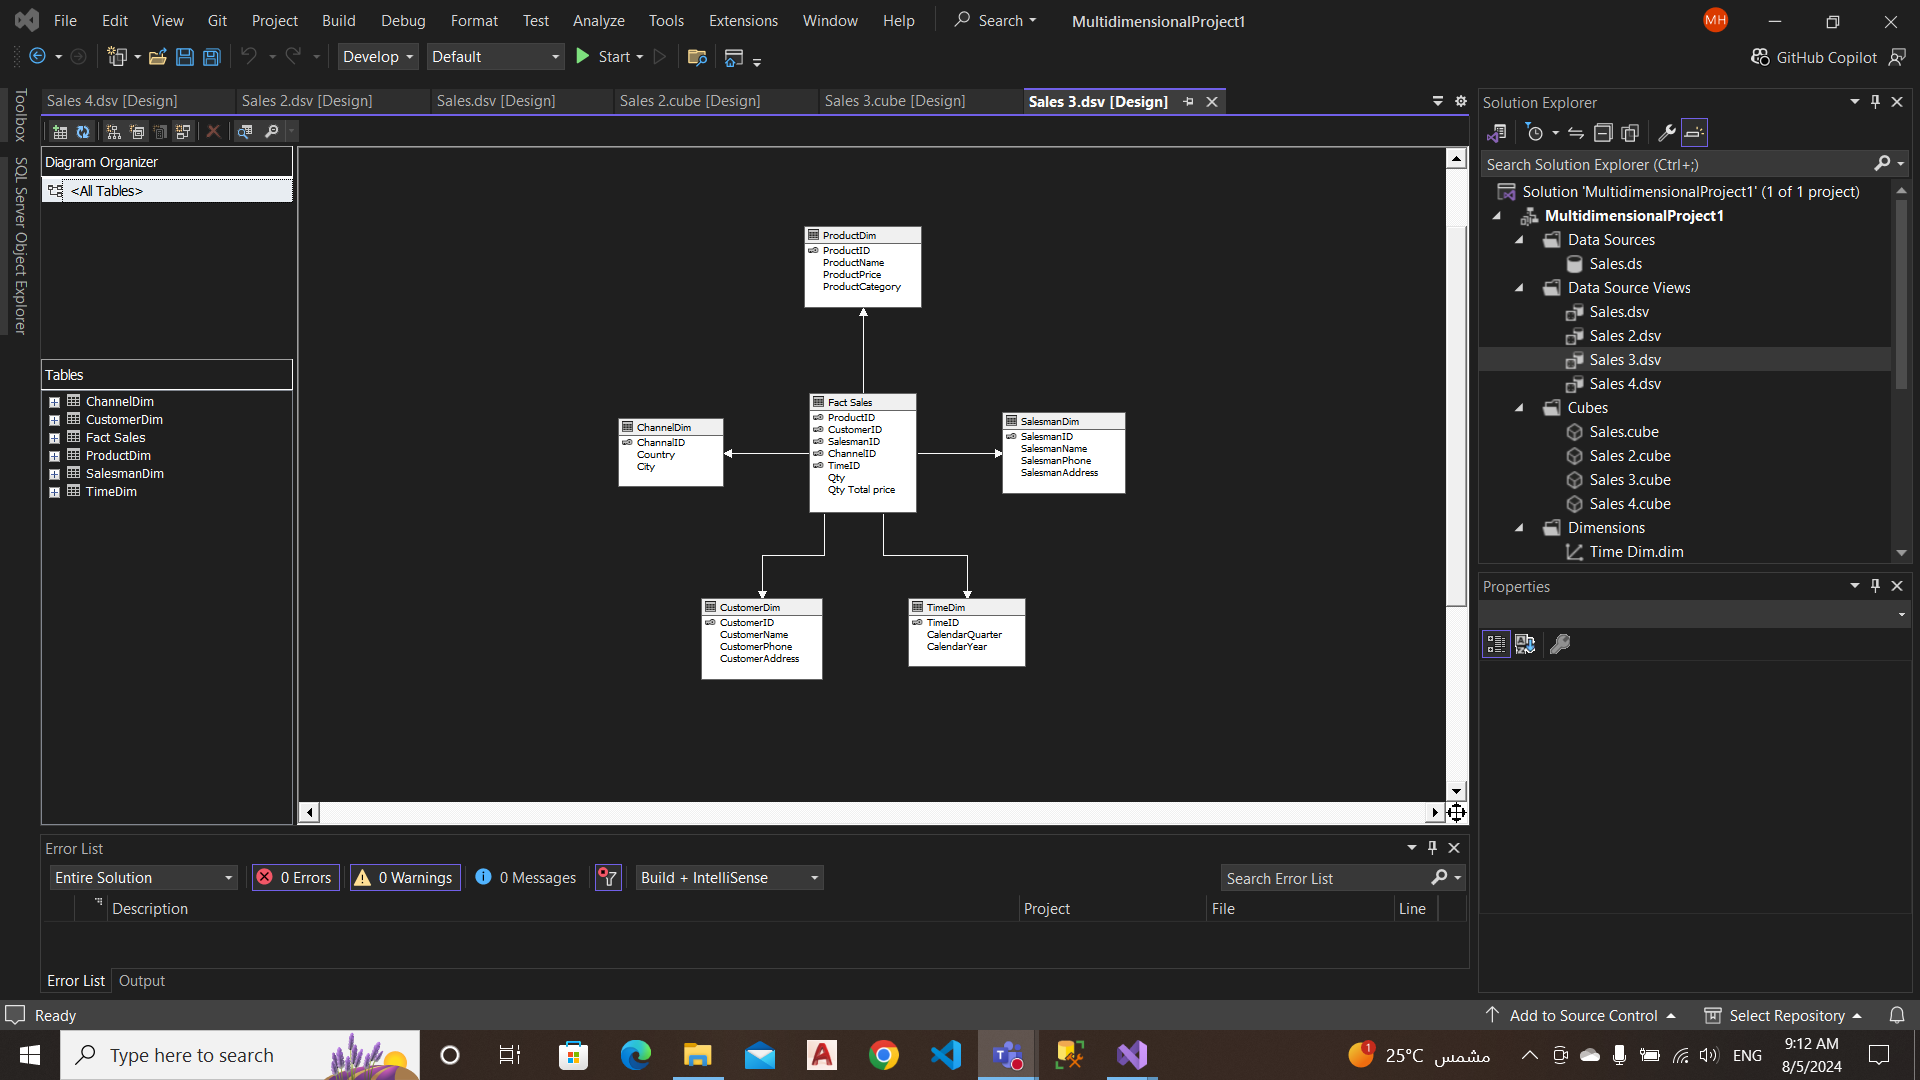 File Edit View Git Project Build Debug Format Test Analyze Tools Extensions Window Help Search MultidimensionalProject1 MH
Develop Default Start GitHub Copilot
Toolbox
SQL Server Object Explorer
Sales 4.dsv [Design] Sales 2.dsv [Design] Sales.dsv [Design] Sales 2.cube [Design] Sales 3.cube [Design] Sales 3.dsv [Design]
Diagram Organizer
<All Tables>
Tables
ChannelDim
CustomerDim
Fact Sales
ProductDim
SalesmanDim
TimeDim
ProductDim
ProductID
ProductName
ProductPrice
ProductCategory
ChannelDim
ChannalID
Country
City
Fact Sales
ProductID
CustomerID
SalesmanID
ChannelID
TimeID
Qty
Qty Total price
SalesmanDim
SalesmanID
SalesmanName
SalesmanPhone
SalesmanAddress
CustomerDim
CustomerID
CustomerName
CustomerPhone
CustomerAddress
TimeDim
TimeID
CalendarQuarter
CalendarYear
Solution Explorer
Search Solution Explorer (Ctrl+;)
Solution 'MultidimensionalProject1' (1 of 1 project)
MultidimensionalProject1
Data Sources
Sales.ds
Data Source Views
Sales.dsv
Sales 2.dsv
Sales 3.dsv
Sales 4.dsv
Cubes
Sales.cube
Sales 2.cube
Sales 3.cube
Sales 4.cube
Dimensions
Time Dim.dim
Properties
Error List
Entire Solution 0 Errors 0 Warnings 0 Messages Build + IntelliSense Search Error List
Description Project File Line
Error List Output
Ready Add to Source Control Select Repository
Type here to search 1 25°C مشمس ENG 9:12 AM
8/5/2024